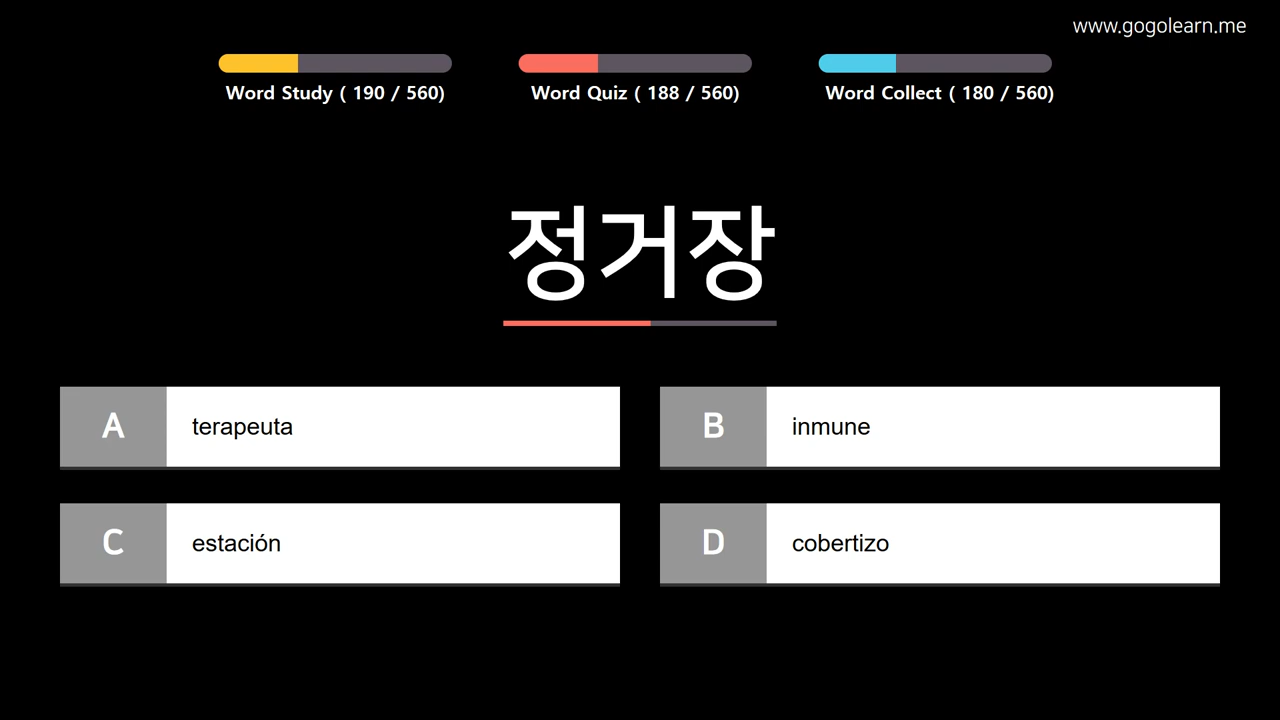 www.gogolearn.me
Word Study ( 190 / 560)
Word Quiz ( 188 / 560)
Word Collect ( 180 / 560)
정거장
A terapeuta
B inmune
C estación
D cobertizo